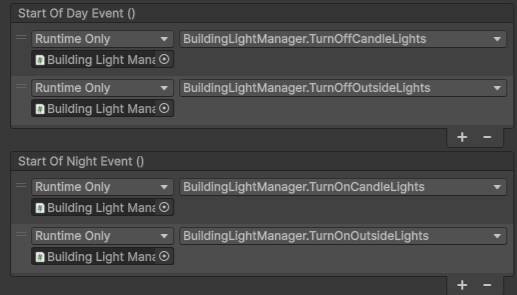 Start Of Day Event ()
Runtime Only BuildingLightManager.TurnOffCandleLights
Building Light Mana
Runtime Only BuildingLightManager.TurnOffOutsideLights
Building Light Mana
+ −
Start Of Night Event ()
Runtime Only BuildingLightManager.TurnOnCandleLights
Building Light Mana
Runtime Only BuildingLightManager.TurnOnOutsideLights
Building Light Mana
+ −